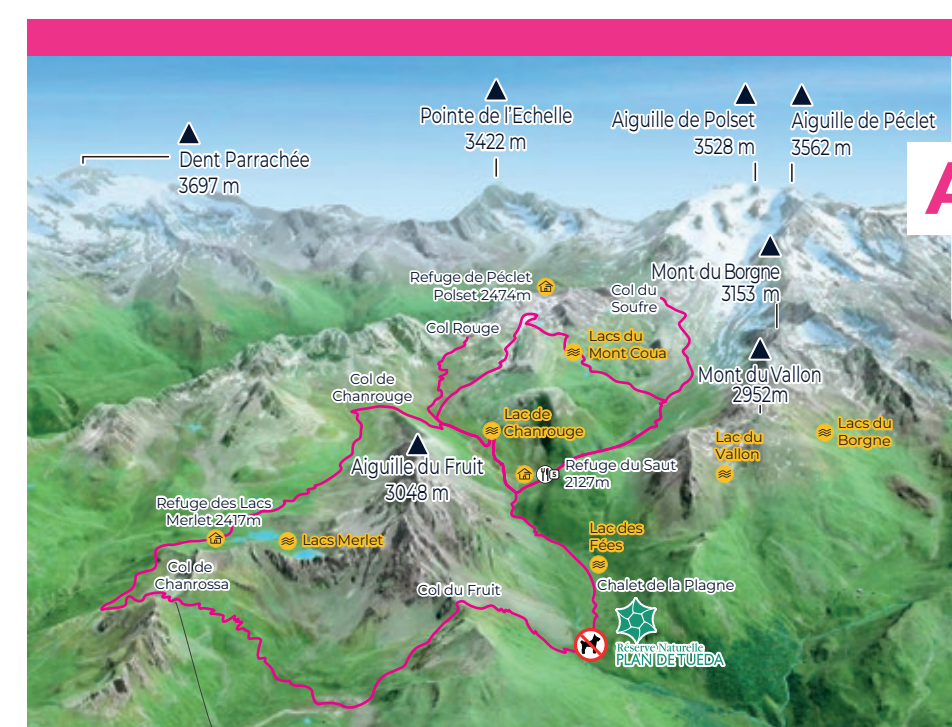 Pointe de l'Echelle
3422 m
Aiguille de Polset
3528 m
Aiguille de Péclet
3562 m
Dent Parrachée
3697 m
A
Mont du Borgne
3153 m
Refuge de Péclet
Polset 2474m
Col du
Soufre
Col Rouge
Lacs du
Mont Coua
Mont du Vallon
2952m
Col de
Chanrouge
Lac de
Chanrouge
Lacs du
Borgne
Lac du
Vallon
Aiguille du Fruit
3048 m
Refuge du Saut
2127m
Refuge des Lacs
Merlet 2417m
Lacs Merlet
Lac des
Fées
Col de
Chanrossa
Col du Fruit
Chalet de la Plagne
Réserve Naturelle
PLAN DE TUEDA